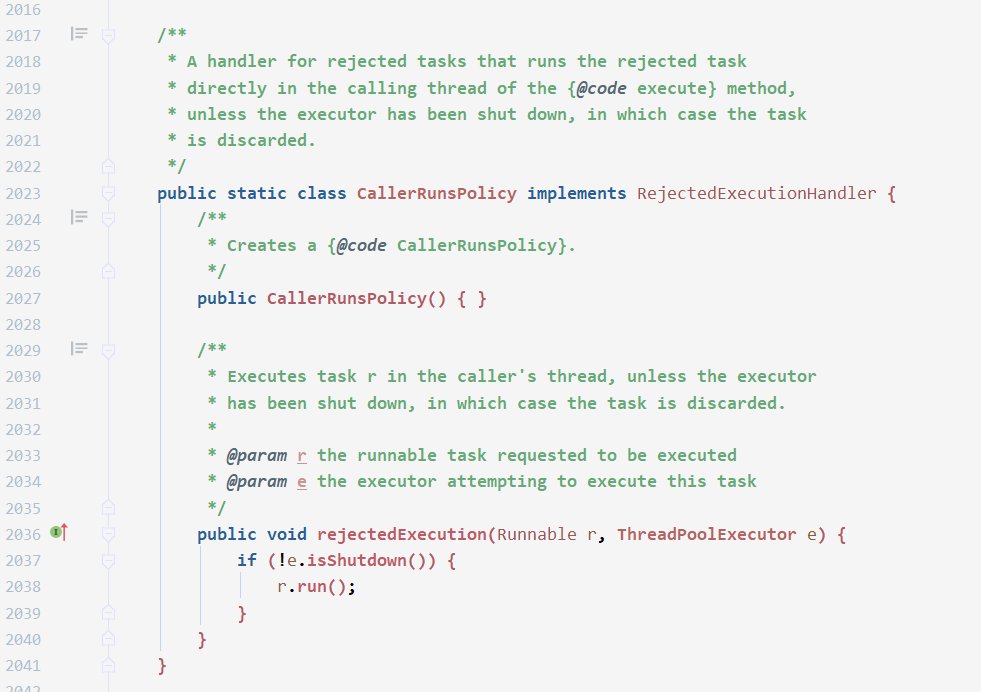 2016
2017 /**
2018 * A handler for rejected tasks that runs the rejected task
2019 * directly in the calling thread of the {@code execute} method,
2020 * unless the executor has been shut down, in which case the task
2021 * is discarded.
2022 */
2023 public static class CallerRunsPolicy implements RejectedExecutionHandler {
2024 /**
2025 * Creates a {@code CallerRunsPolicy}.
2026 */
2027 public CallerRunsPolicy() { }
2028
2029 /**
2030 * Executes task r in the caller's thread, unless the executor
2031 * has been shut down, in which case the task is discarded.
2032 *
2033 * @param r the runnable task requested to be executed
2034 * @param e the executor attempting to execute this task
2035 */
2036 public void rejectedExecution(Runnable r, ThreadPoolExecutor e) {
2037 if (!e.isShutdown()) {
2038 r.run();
2039 }
2040 }
2041 }
2042